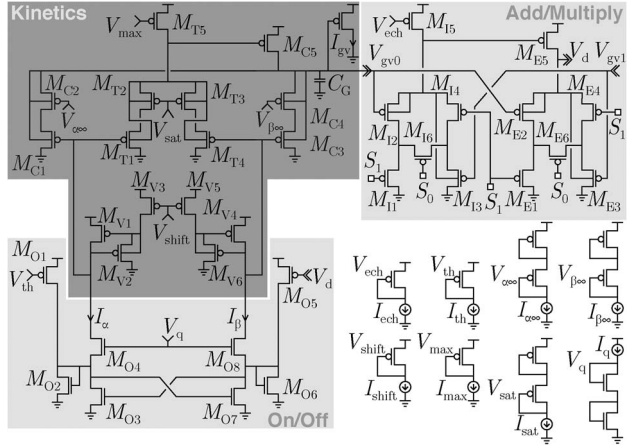 Kinetics
Add/Multiply
V_max
M_T5
M_C5
I_gv
V_ech
M_I5
M_E5
V_d
V_gv0
V_gv1
M_C2
M_T2
M_T3
C_G
M_I4
M_E4
V_α∞
V_sat
V_β∞
M_C4
M_I2
M_I6
M_E2
M_E6
S_1
M_C1
M_T1
M_T4
M_C3
S_1
S_0
S_1
S_0
M_I1
M_I3
M_E1
M_E3
M_V3
M_V5
M_V1
M_V4
V_shift
M_V2
M_V6
M_O1
V_th
V_d
M_O5
I_α
I_β
V_q
M_O4
M_O8
M_O2
M_O6
M_O3
M_O7
On/Off
V_ech
V_th
V_α∞
V_β∞
I_ech
I_th
I_α∞
I_β∞
V_shift
V_max
V_sat
I_q
V_q
I_shift
I_max
I_sat